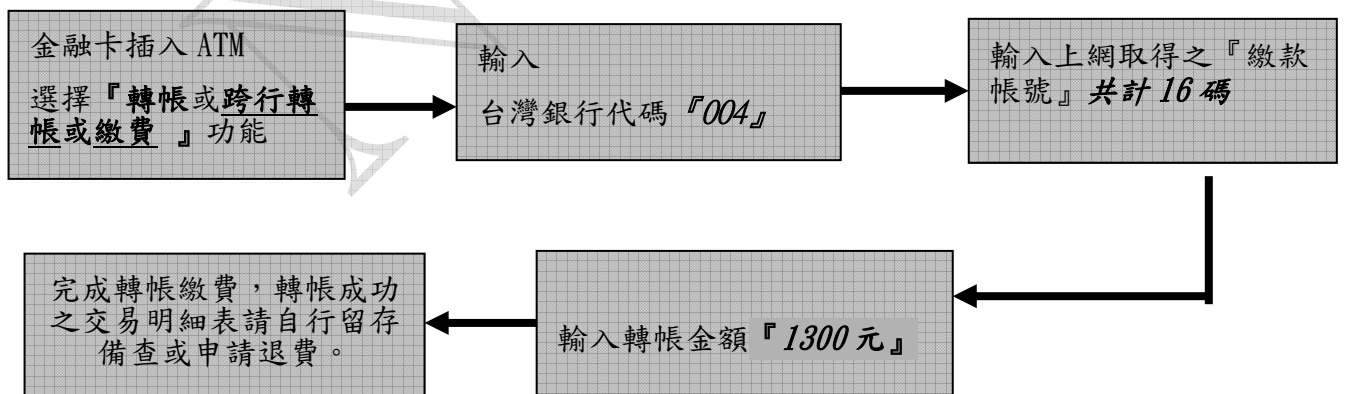 金融卡插入 ATM
選擇『轉帳或跨行轉
帳或繳費 』功能
輸入
台灣銀行代碼『004』
輸入上網取得之『繳款
帳號』共計 16 碼
輸入轉帳金額『1300 元』
完成轉帳繳費，轉帳成功
之交易明細表請自行留存
備查或申請退費。